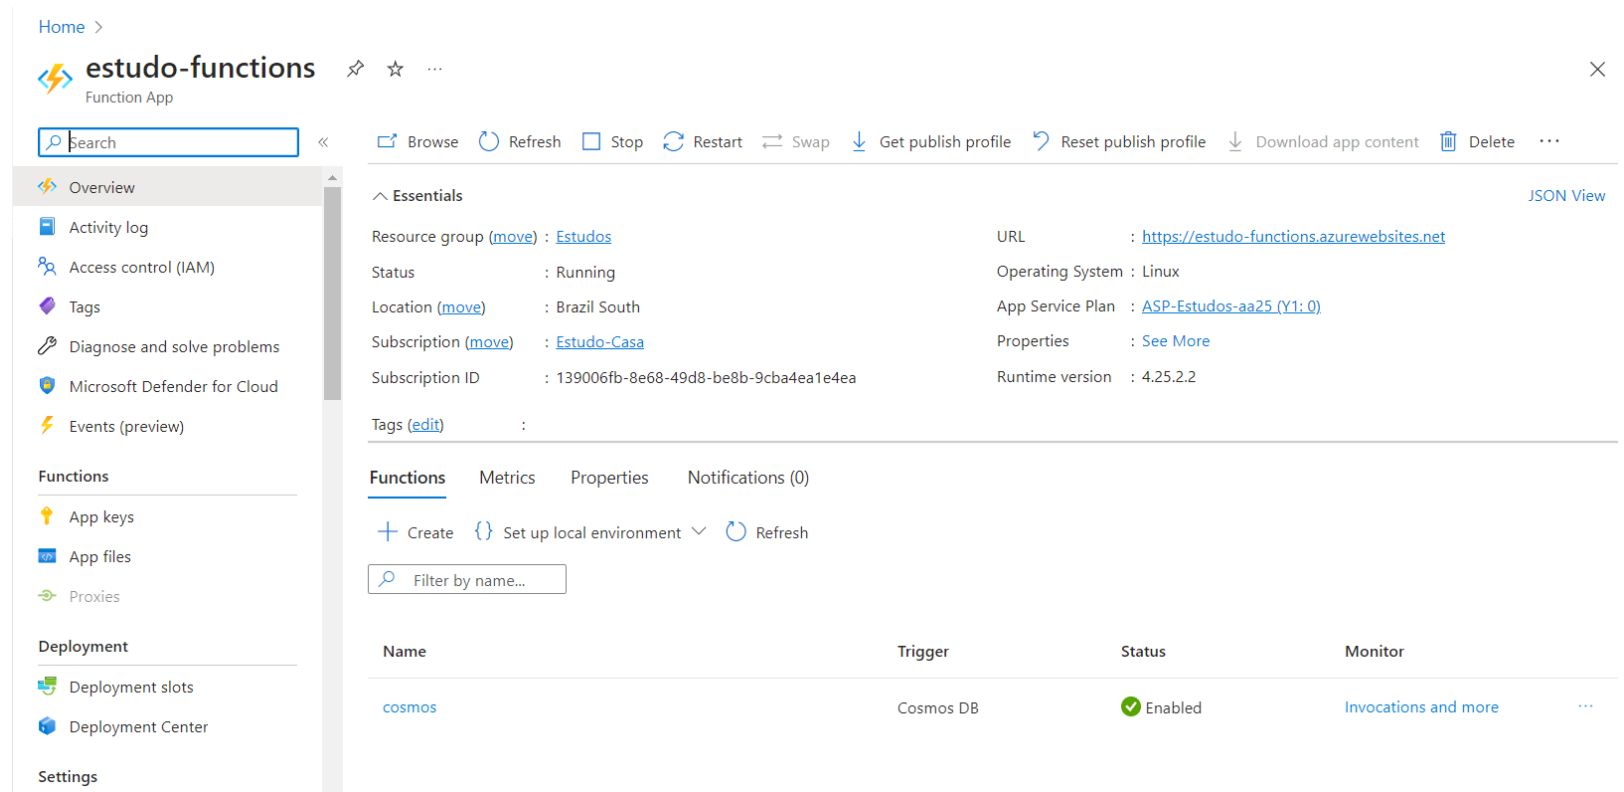 Home >
estudo-functions ...
Function App
Search «
Overview
Activity log
Access control (IAM)
Tags
Diagnose and solve problems
Microsoft Defender for Cloud
Events (preview)
Functions
App keys
App files
Proxies
Deployment
Deployment slots
Deployment Center
Settings
Browse Refresh Stop Restart Swap Get publish profile Reset publish profile Download app content Delete ...
Essentials JSON View
Resource group (move) : Estudos
Status : Running
Location (move) : Brazil South
Subscription (move) : Estudo-Casa
Subscription ID : 139006fb-8e68-49d8-be8b-9cba4ea1e4ea
URL : https://estudo-functions.azurewebsites.net
Operating System : Linux
App Service Plan : ASP-Estudos-aa25 (Y1: 0)
Properties : See More
Runtime version : 4.25.2.2
Tags (edit) :
Functions Metrics Properties Notifications (0)
Create {} Set up local environment Refresh
Filter by name...
Name Trigger Status Monitor
cosmos Cosmos DB Enabled Invocations and more ...